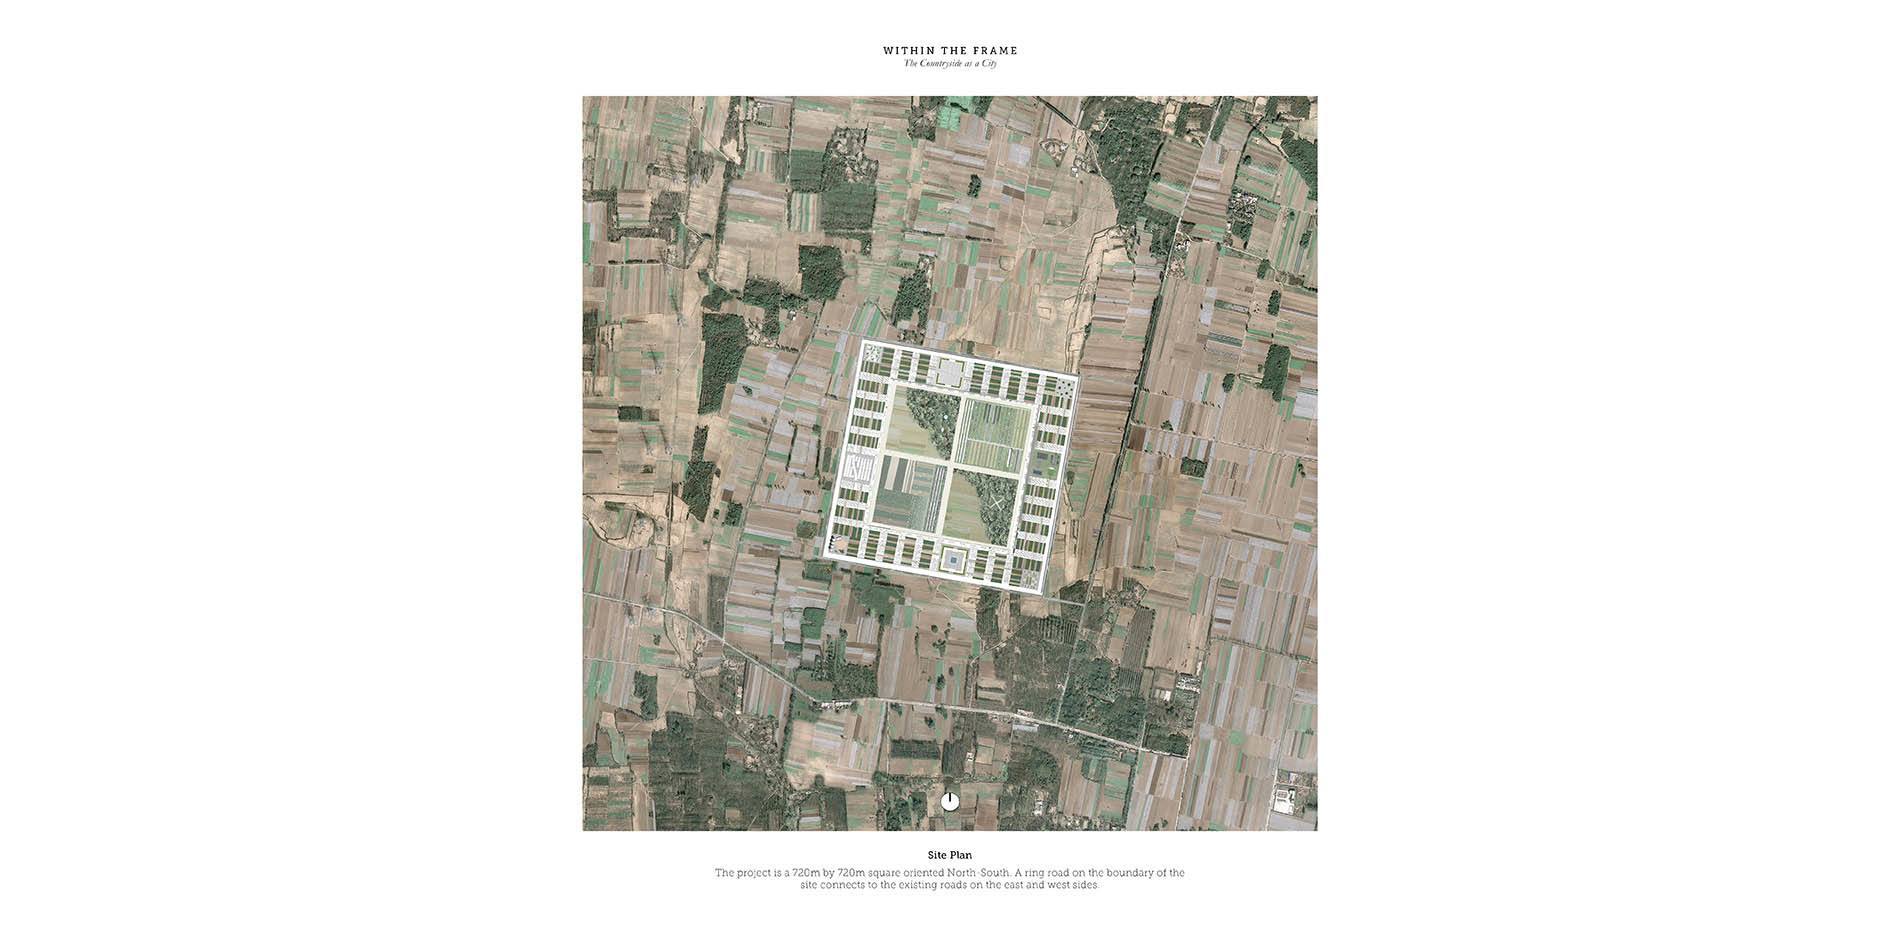 WITHIN THE FRAME
The Countryside as a City
Site Plan
The project is a 720m by 720m square oriented North-South. A ring road on the boundary of the
site connects to the existing roads on the east and west sides.